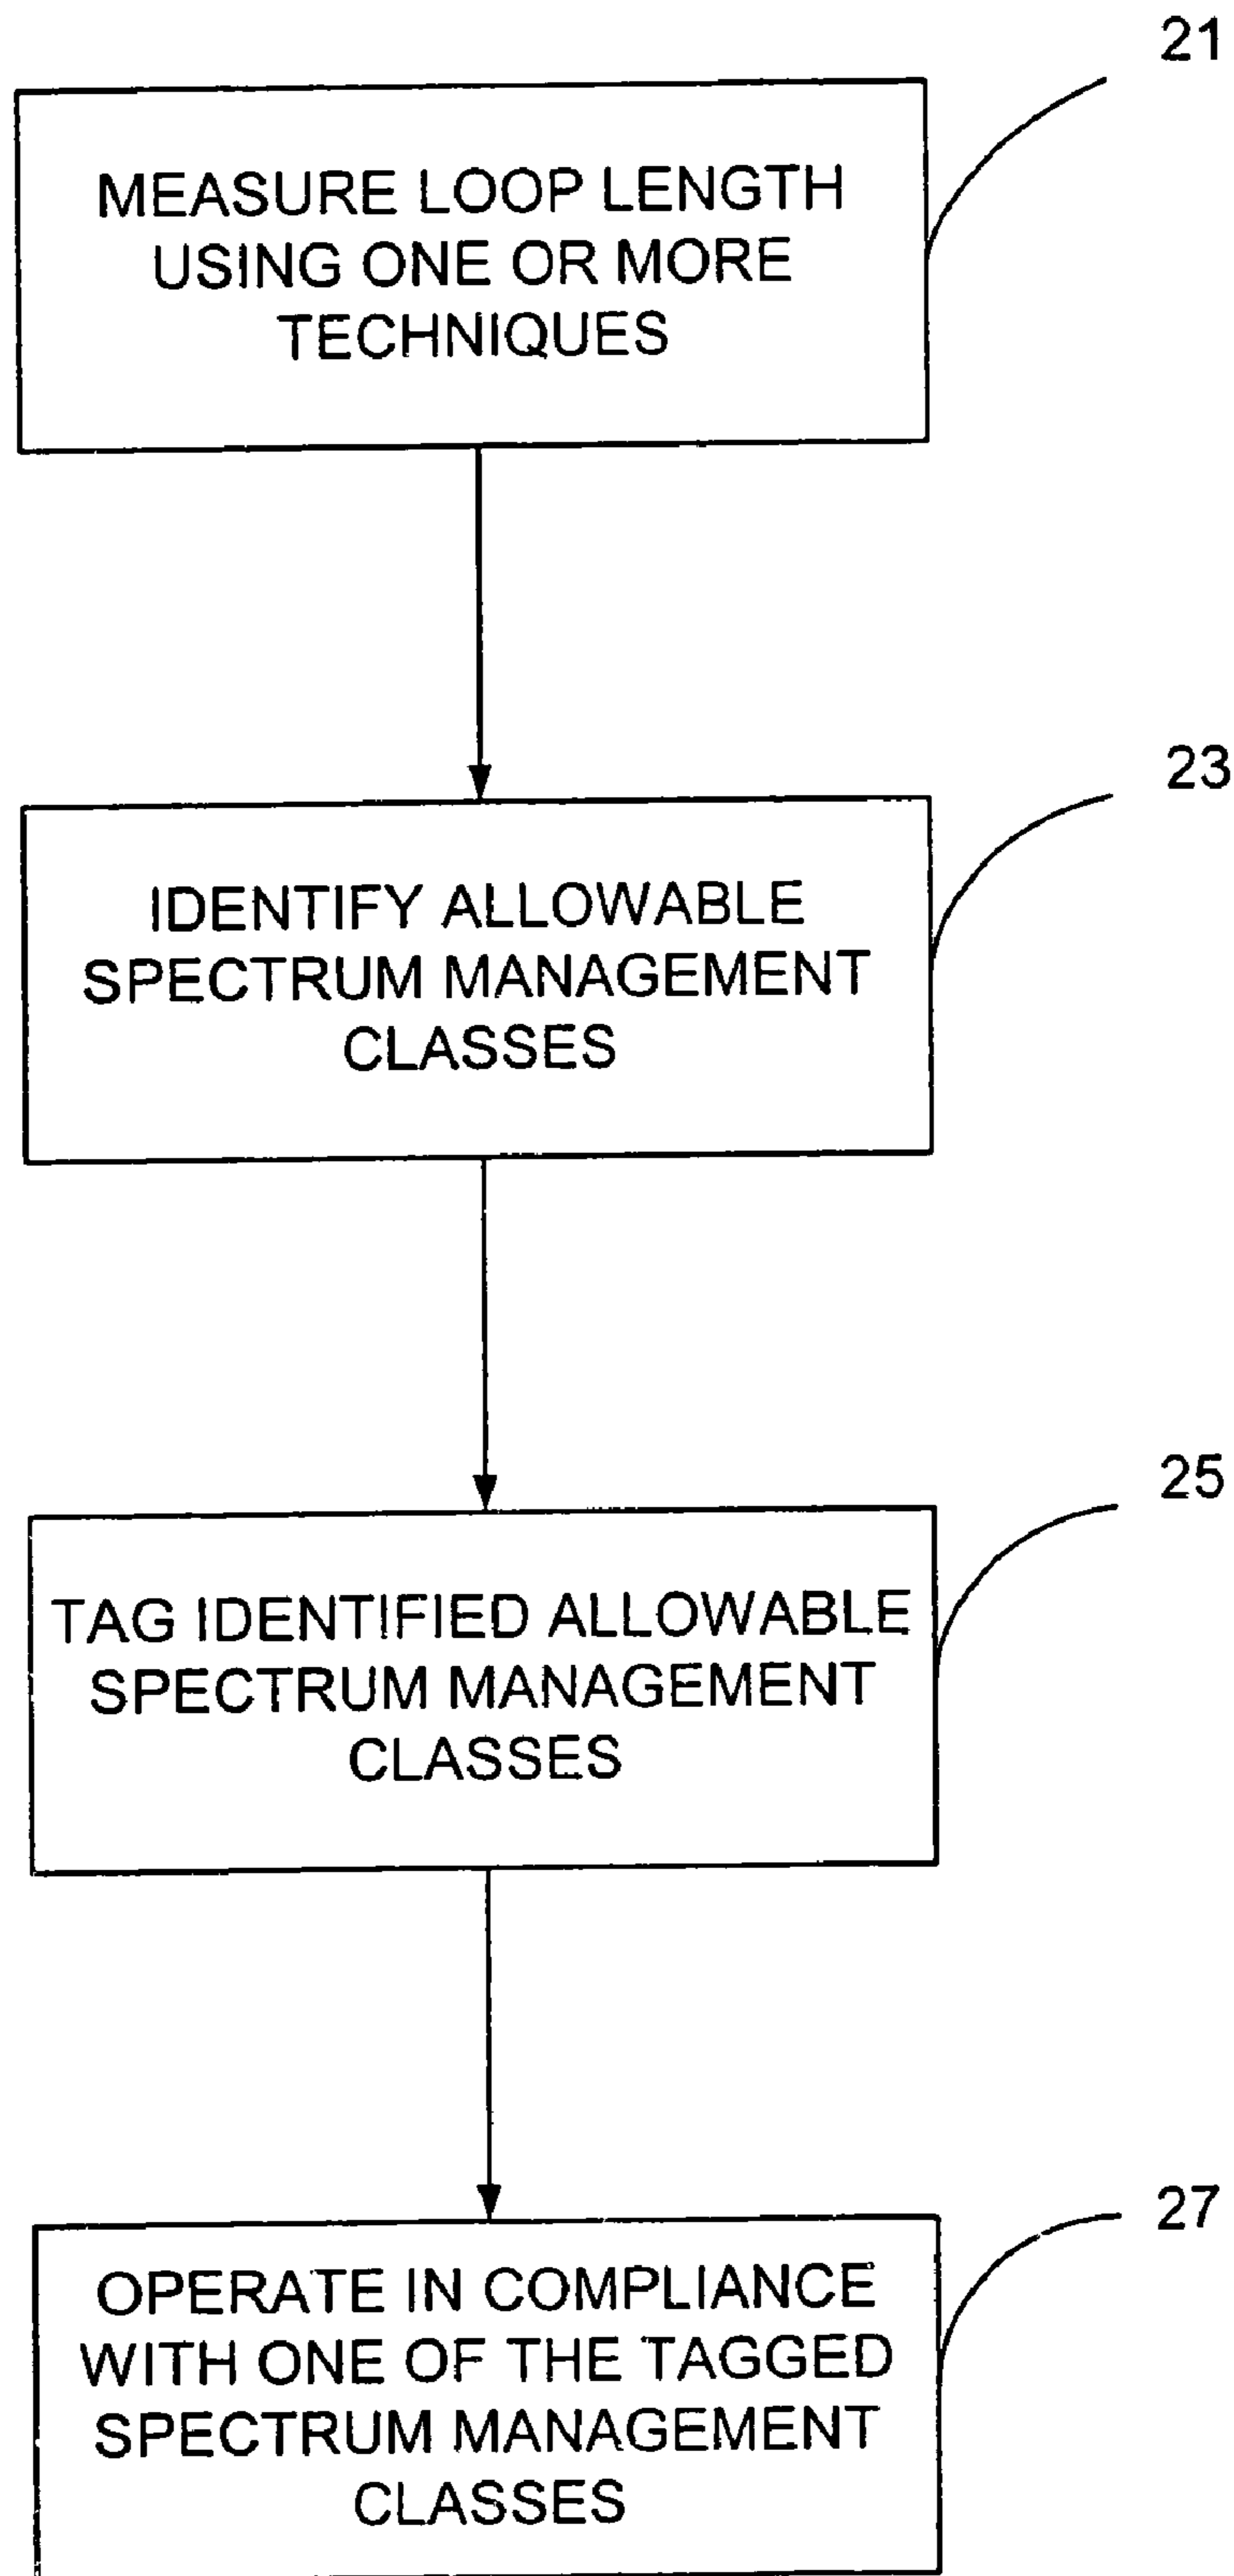 21
MEASURE LOOP LENGTH
USING ONE OR MORE
TECHNIQUES
23
IDENTIFY ALLOWABLE
SPECTRUM MANAGEMENT
CLASSES
25
TAG IDENTIFIED ALLOWABLE
SPECTRUM MANAGEMENT
CLASSES
27
OPERATE IN COMPLIANCE
WITH ONE OF THE TAGGED
SPECTRUM MANAGEMENT
CLASSES